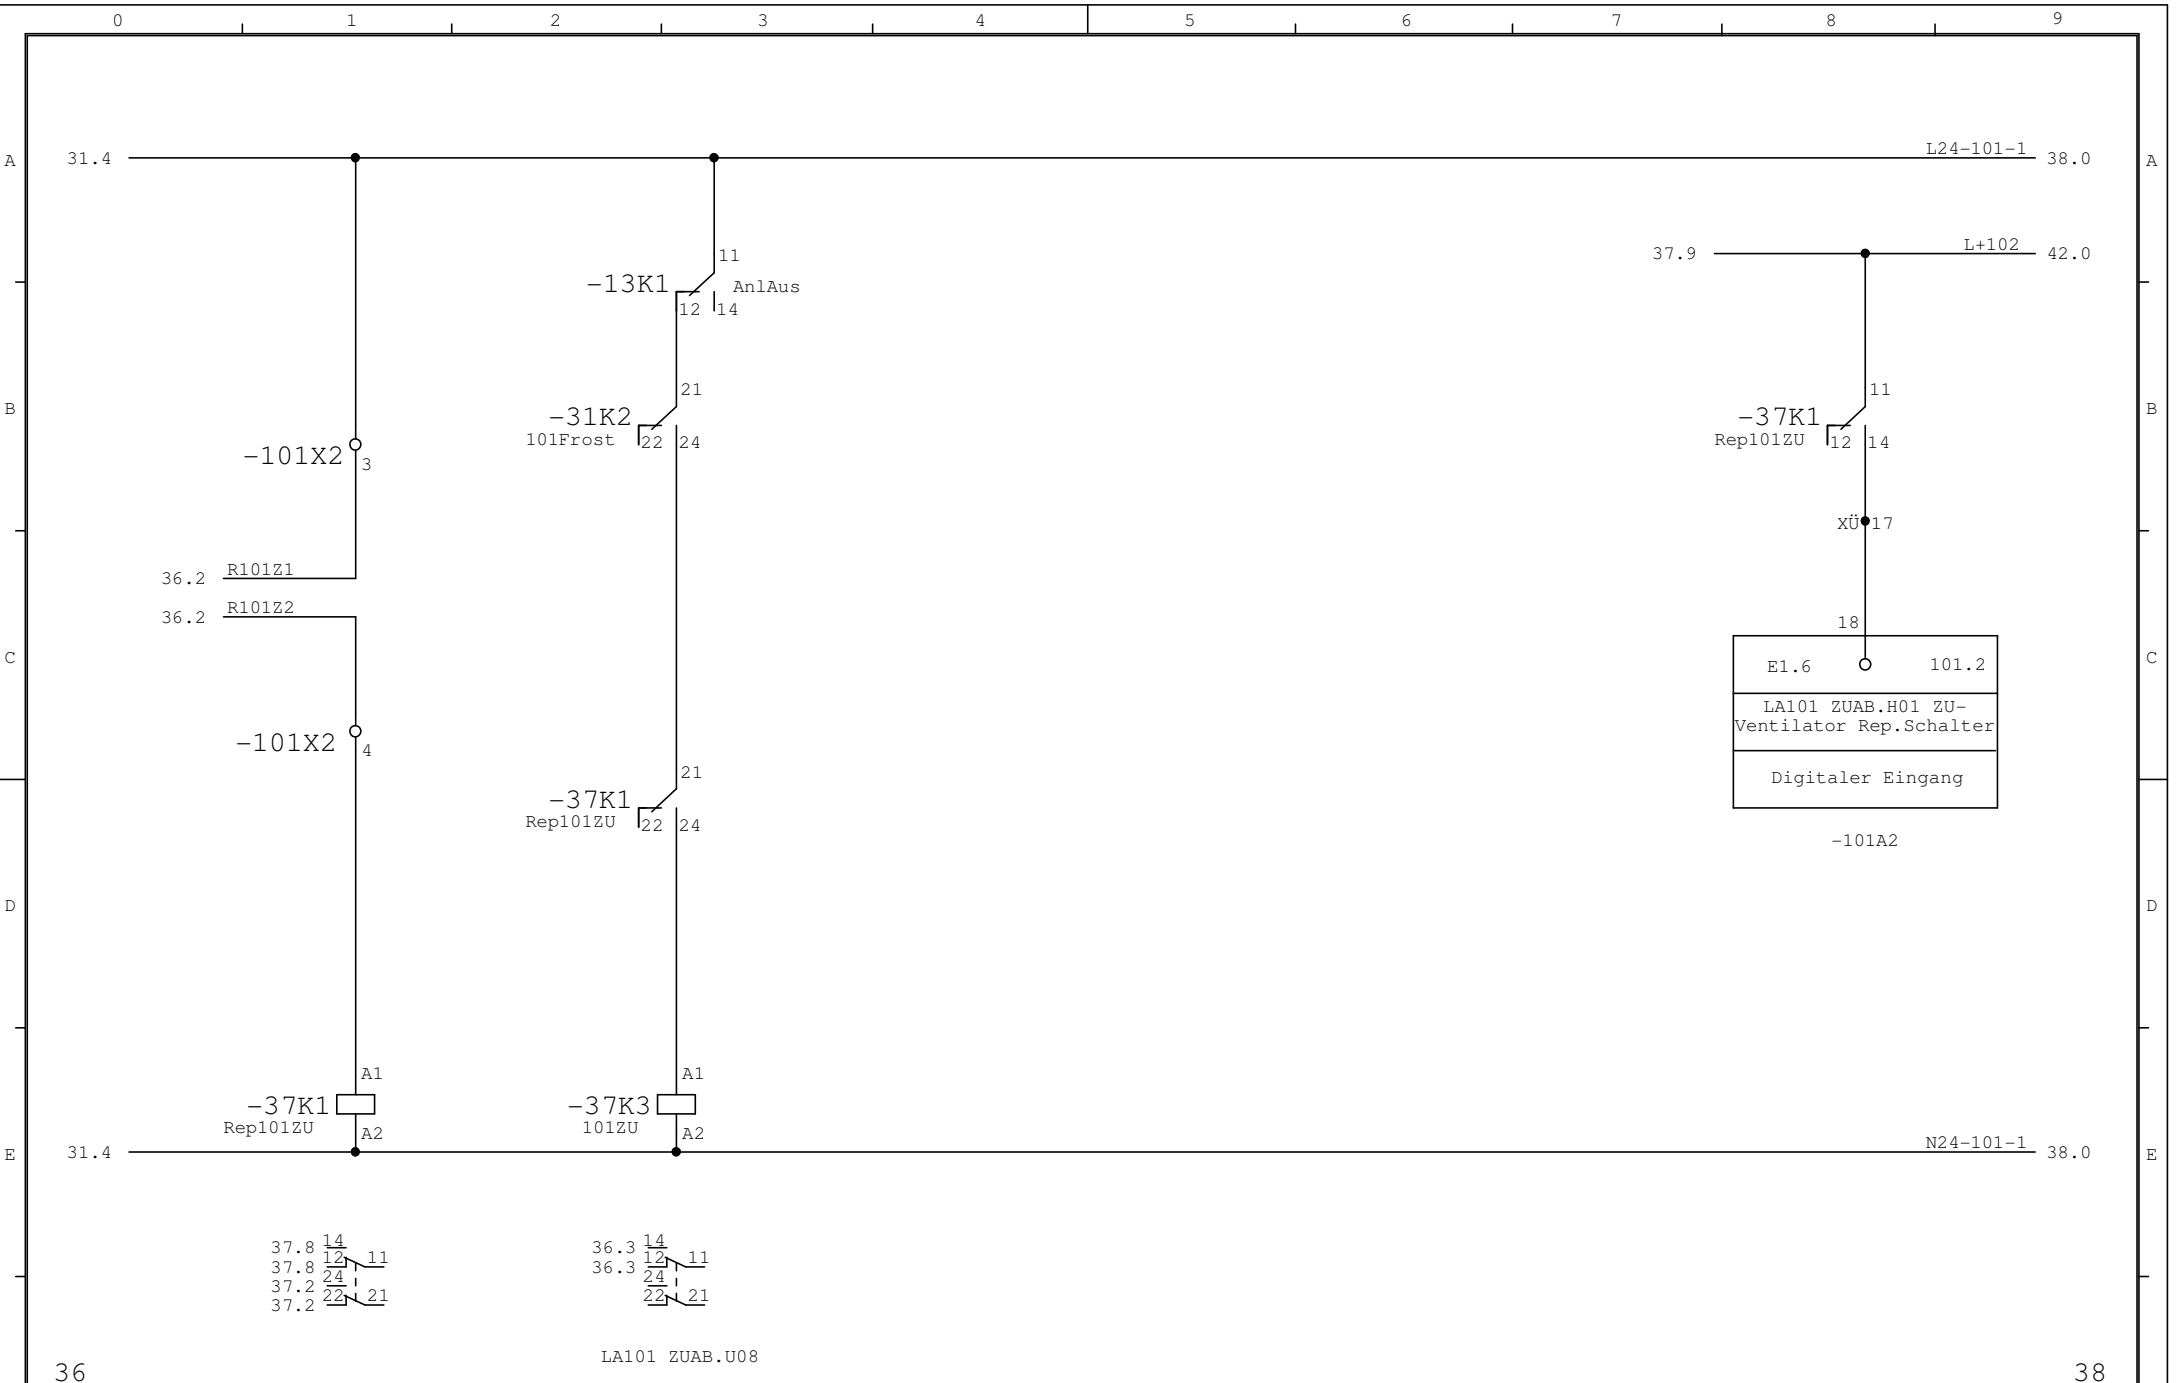 0 1 2 3 4 5 6 7 8 9
A 31.4 L24-101-1 38.0 A
37.9 L+102 42.0
11
-13K1 AnlAus
12 14
21 11
B -31K2 -37K1 B
101Frost 22 24 Rep101ZU 12 14
-101X2 3
XÜ 17
36.2 R101Z1
36.2 R101Z2
18
C E1.6 101.2 C
LA101 ZUAB.H01 ZU-
Ventilator Rep.Schalter
-101X2 4
Digitaler Eingang
21
-37K1
Rep101ZU 22 24
-101A2
D D
A1 A1
-37K1 -37K3
Rep101ZU A2 101ZU A2
E 31.4 N24-101-1 38.0 E
37.8 14 36.3 14
37.8 12 11 36.3 12 11
37.2 24 24
37.2 22 21 22 21
LA101 ZUAB.U08
36 38